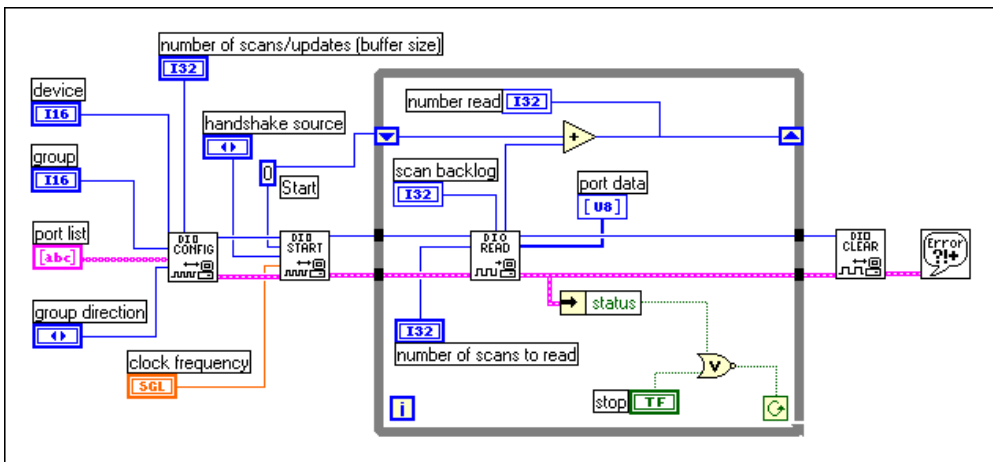 number of scans/updates (buffer size)
I32
device
I16
handshake source
number read
I32
group
I16
0
Start
+
scan backlog
I32
port data
[U8]
port list
[abc]
DIO
CONFIG
DIO
START
DIO
READ
DIO
CLEAR
Error
?!+
group direction
status
I32
number of scans to read
clock frequency
SGL
V
stop
TF
i